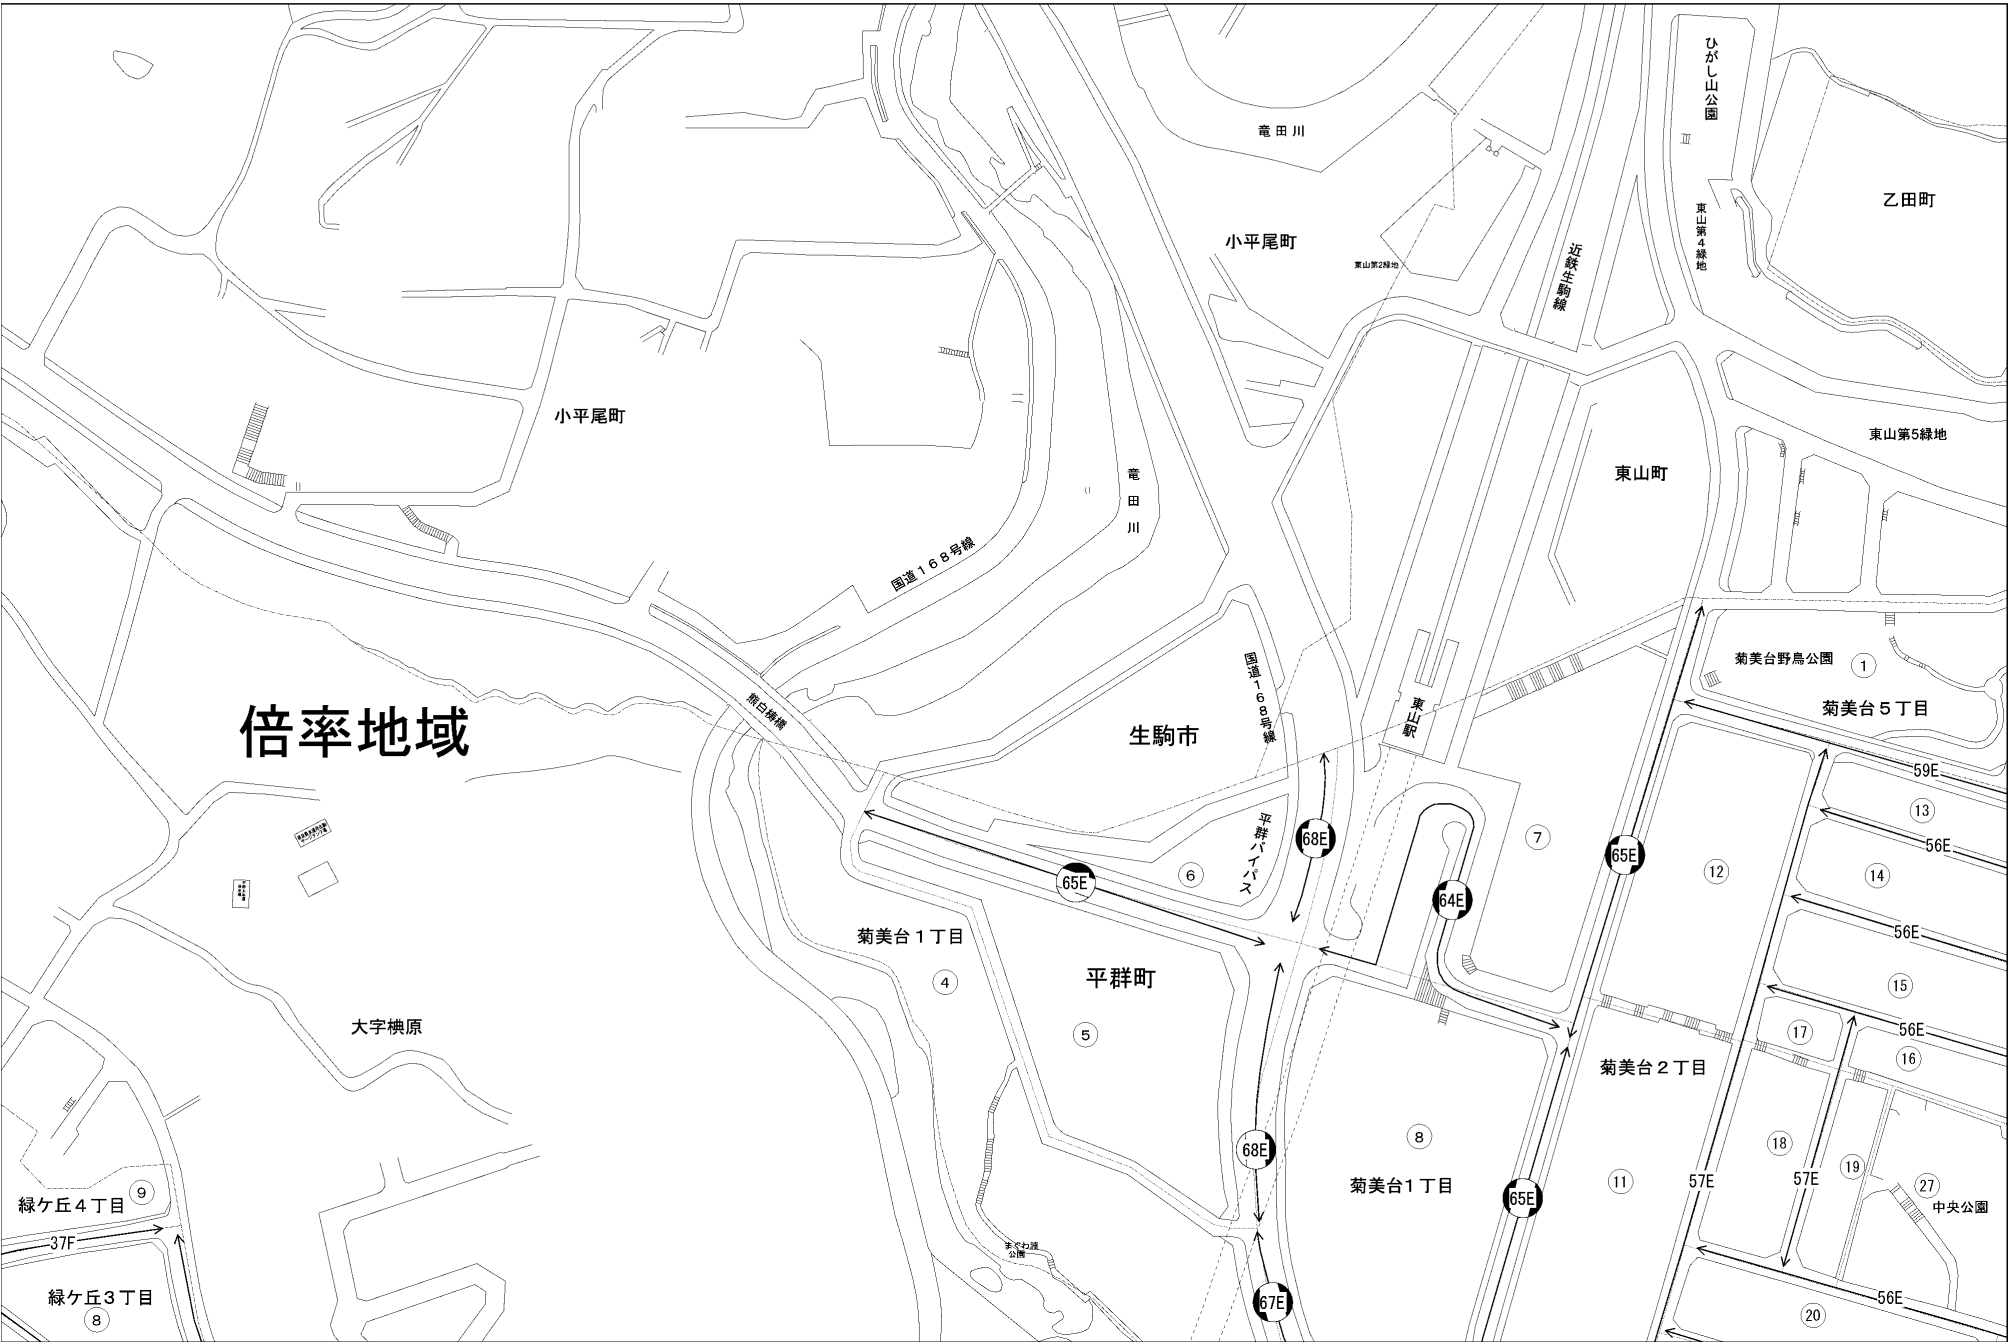 ひがし山公園
竜田川
乙田町
東山第4緑地
小平尾町
東山第2緑地
近鉄生駒線
小平尾町
東山第5緑地
東山町
竜田川
国道168号線
菊美台野鳥公園
1
国道168号線
菊美台5丁目
倍率地域
東山駅
生駒市
59E
13
平群バイパス
68E
7
56E
65E
12
14
6
65E
64E
56E
菊美台1丁目
平群町
4
15
大字椣原
5
17
56E
16
菊美台2丁目
8
18
68E
19
57E
57E
11
27
菊美台1丁目
65E
中央公園
緑ケ丘4丁目
9
37F
公園
緑ケ丘3丁目
8
67E
56E
20